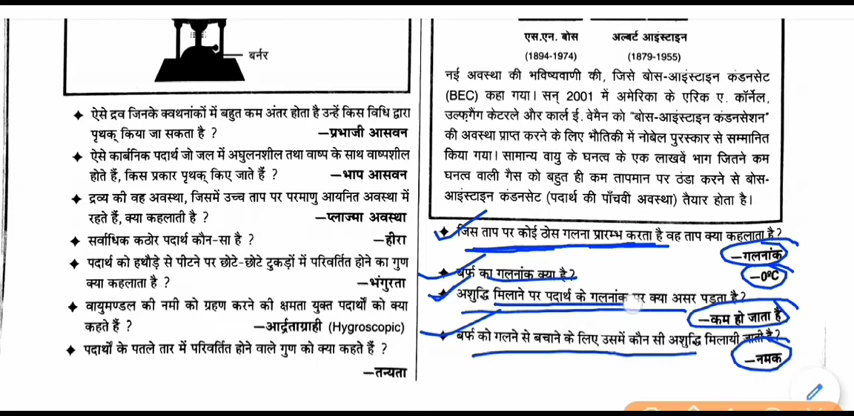 बर्नर
◆ ऐसे द्रव जिनके क्वथनांकों में बहुत कम अंतर होता है उन्हें किस विधि द्वारा
पृथक् किया जा सकता है ? —प्रभाजी आसवन
◆ ऐसे कार्बनिक पदार्थ जो जल में अघुलनशील तथा वाष्प के साथ वाष्पशील
होते हैं, किस प्रकार पृथक् किए जाते हैं ? —भाप आसवन
◆ द्रव्य की वह अवस्था, जिसमें उच्च ताप पर परमाणु आयनित अवस्था में
रहते हैं, क्या कहलाती है ? —प्लाज्मा अवस्था
◆ सर्वाधिक कठोर पदार्थ कौन-सा है ? —हीरा
◆ पदार्थ को हथौड़े से पीटने पर छोटे-छोटे टुकड़ों में परिवर्तित होने का गुण
क्या कहलाता है ? —भंगुरता
◆ वायुमण्डल की नमी को ग्रहण करने की क्षमता युक्त पदार्थों को क्या
कहते हैं ? —आर्द्रताग्राही (Hygroscopic)
◆ पदार्थों के पतले तार में परिवर्तित होने वाले गुण को क्या कहते हैं ?
—तन्यता
एस.एन. बोस अल्बर्ट आइंस्टाइन
(1894-1974) (1879-1955)
नई अवस्था की भविष्यवाणी की, जिसे बोस-आइंस्टाइन कंडनसेट
(BEC) कहा गया। सन् 2001 में अमेरिका के एरिक ए. कॉर्नेल,
उल्फ़गैंग केटरले और कार्ल ई. वेमैन को "बोस-आइंस्टाइन कंडनसेशन"
की अवस्था प्राप्त करने के लिए भौतिकी में नोबेल पुरस्कार से सम्मानित
किया गया। सामान्य वायु के घनत्व के एक लाखवें भाग जितने कम
घनत्व वाली गैस को बहुत ही कम तापमान पर ठंडा करने से बोस-
आइंस्टाइन कंडनसेट (पदार्थ की पाँचवी अवस्था) तैयार होता है।
◆ जिस ताप पर कोई ठोस गलना प्रारम्भ करता है वह ताप क्या कहलाता है?
—गलनांक
◆ बर्फ का गलनांक क्या है? —0°C
◆ अशुद्धि मिलाने पर पदार्थ के गलनांक पर क्या असर पड़ता है?
—कम हो जाता है
◆ बर्फ को गलने से बचाने के लिए उसमें कौन सी अशुद्धि मिलायी जाती है?
—नमक